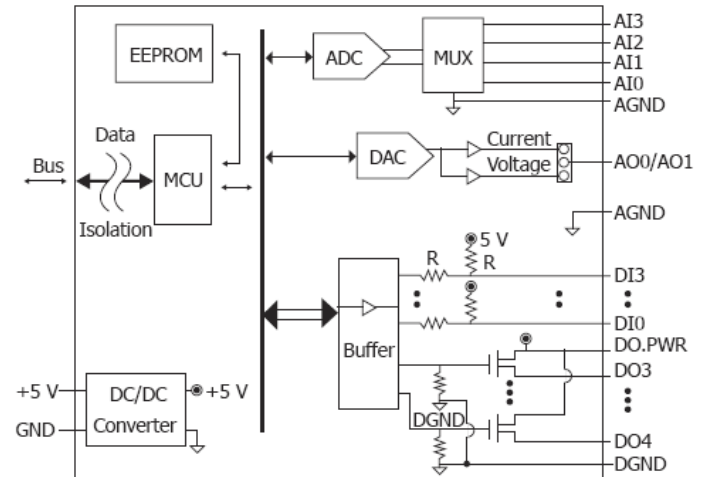 EEPROM
ADC
MUX
AI3
AI2
AI1
AI0
AGND
Data
Bus
MCU
Isolation
DAC
Current
Voltage
AO0/AO1
AGND
5 V
R
R
DI3
DI0
Buffer
DO.PWR
DO3
DGND
DO4
DGND
+5 V
GND
DC/DC
Converter
+5 V